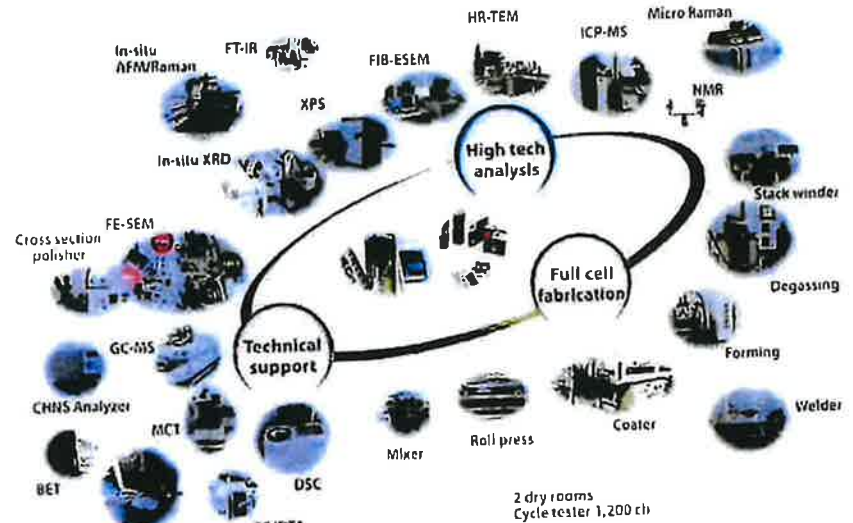 HR-TEM
Micro Raman
In-situ
AFM/Raman
FT-IR
FIB-ESEM
ICP-MS
XPS
NMR
High tech
analysis
In-situ XRD
Stack winder
FE-SEM
Cross section
polisher
Full cell
fabrication
Degassing
Technical
support
GC-MS
Forming
CHNS Analyzer
MCT
Mixer
Roll press
Coater
Welder
BET
DSC
2 dry rooms
Cycle tester 1,200 ch